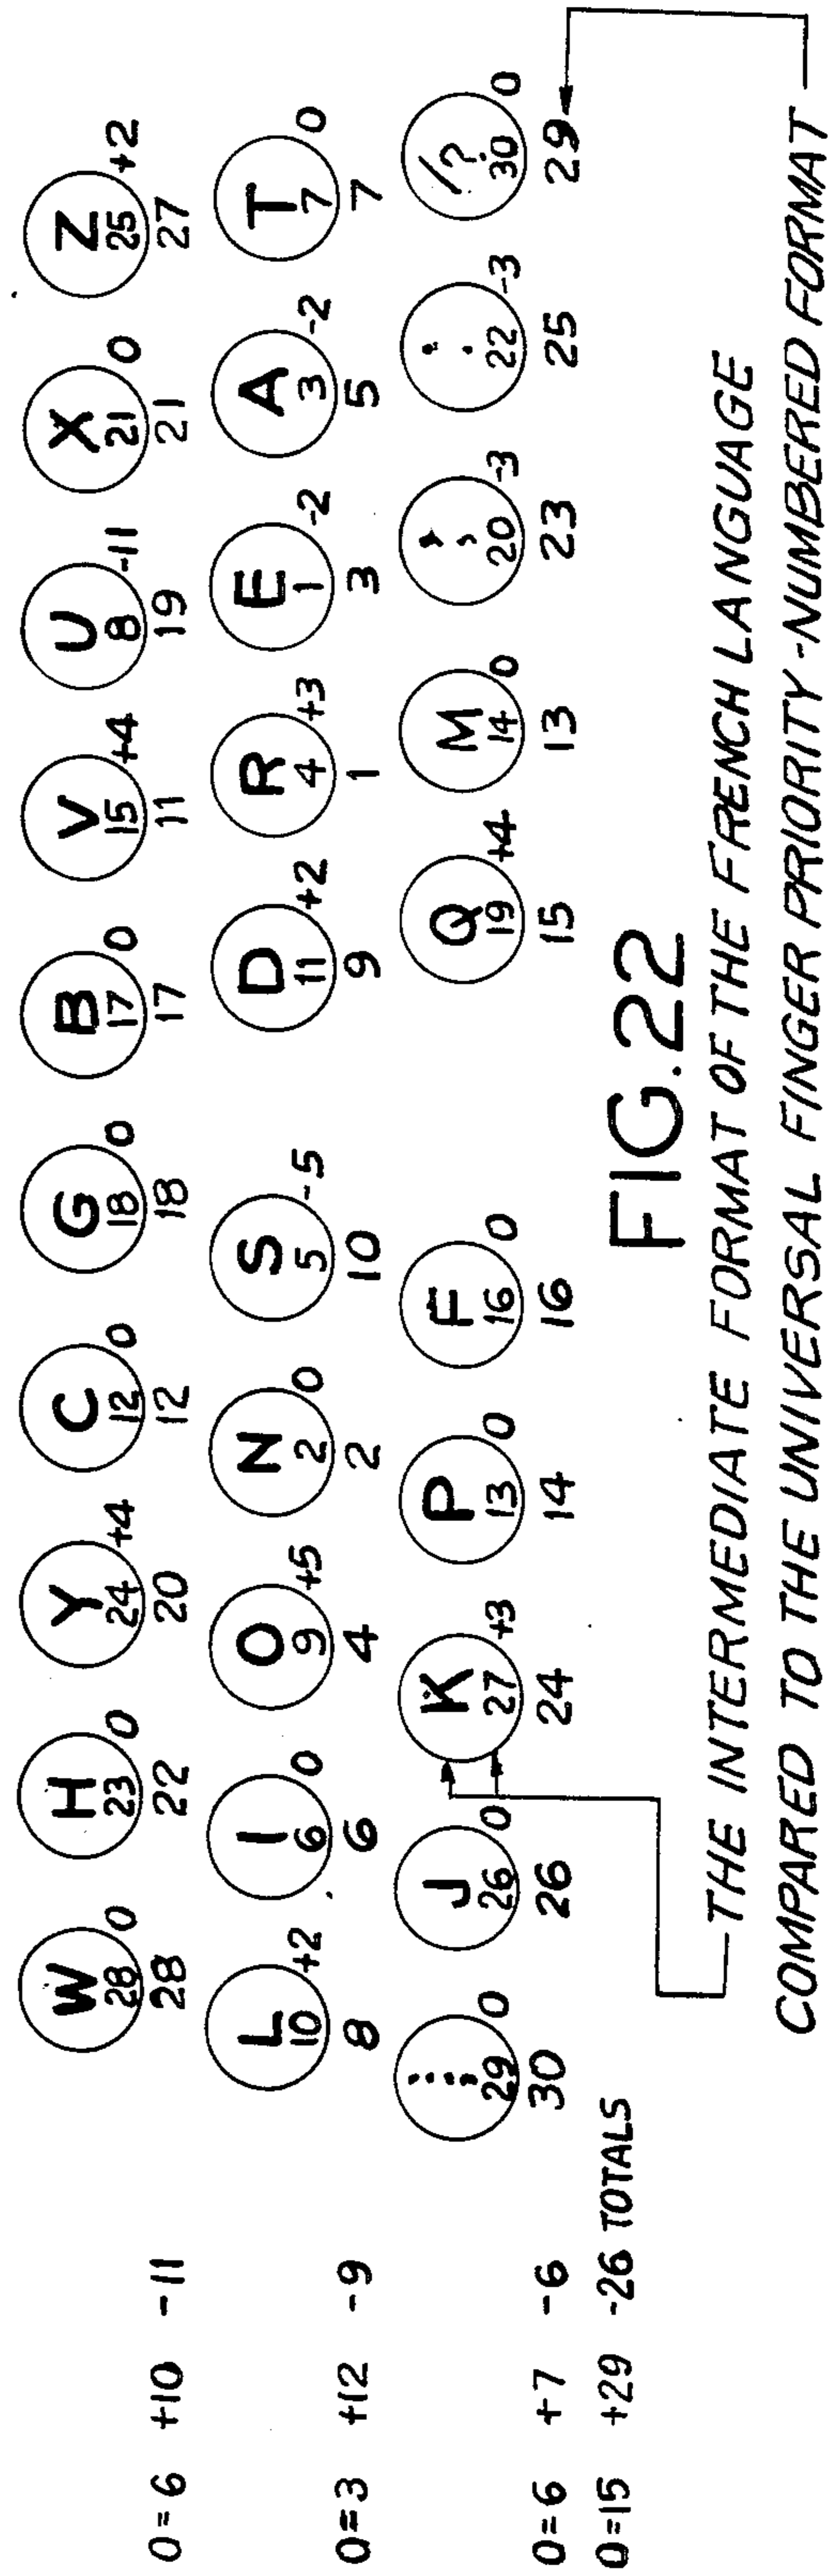 W H Y C G B V U X Z
28 0 23 0 24 +4 12 0 18 0 17 0 15 +4 8 -11 21 0 25 +2
0=6 +10 -11 28 22 20 12 18 17 11 19 21 27
L I O N S D R E A T
10 +2 6 0 9 +5 2 0 5 -5 11 +2 4 +3 1 -2 3 -2 7 0
0=3 +12 -9 8 6 4 2 10 9 1 3 5 7
: ; J K P F Q M , , . . /?
29 0 26 0 27 +3 13 0 16 0 19 +4 14 0 20 -3 22 -3 30 0
0=6 +7 -6 30 26 24 14 16 15 13 23 25 29
0=15 +29 -26 TOTALS
FIG.22
THE INTERMEDIATE FORMAT OF THE FRENCH LANGUAGE
COMPARED TO THE UNIVERSAL FINGER PRIORITY-NUMBERED FORMAT